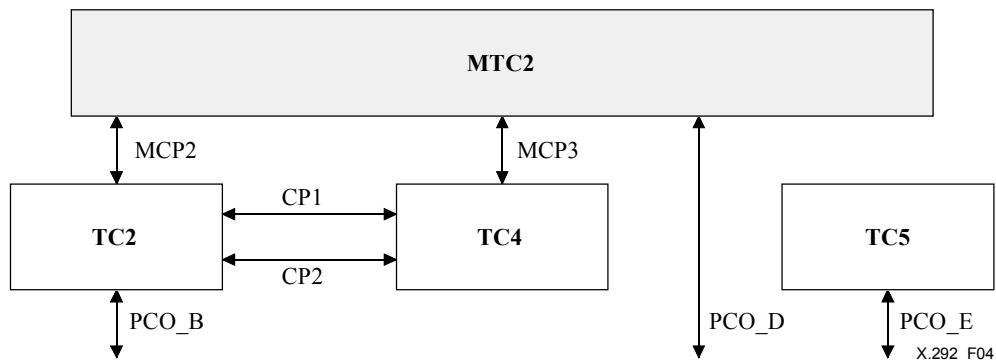 MTC2
MCP2
MCP3
CP1
TC2
TC4
TC5
CP2
PCO_B
PCO_D
PCO_E
X.292_F04